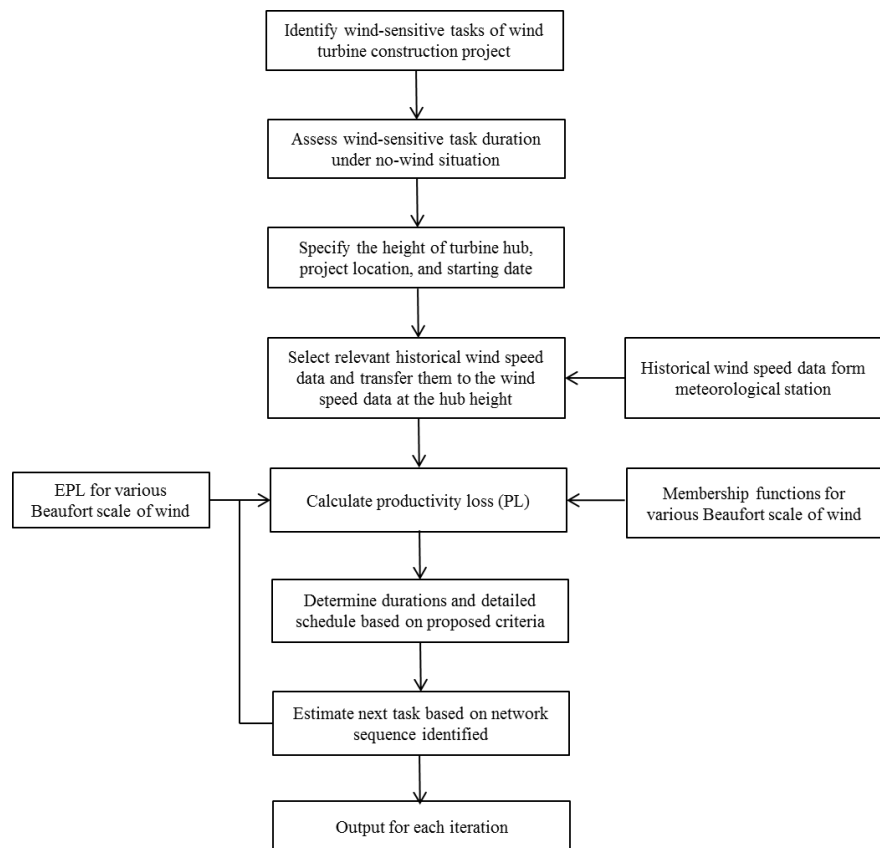 Identify wind-sensitive tasks of wind
turbine construction project
Assess wind-sensitive task duration
under no-wind situation
Specify the height of turbine hub,
project location, and starting date
Select relevant historical wind speed
data and transfer them to the wind
speed data at the hub height
Historical wind speed data form
meteorological station
EPL for various
Beaufort scale of wind
Calculate productivity loss (PL)
Membership functions for
various Beaufort scale of wind
Determine durations and detailed
schedule based on proposed criteria
Estimate next task based on network
sequence identified
Output for each iteration